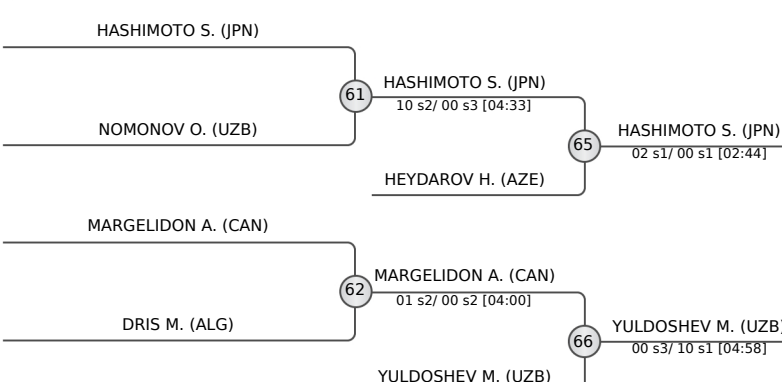 HASHIMOTO S. (JPN)
61
HASHIMOTO S. (JPN)
10 s2/ 00 s3 [04:33]
NOMONOV O. (UZB)
65
HASHIMOTO S. (JPN)
02 s1/ 00 s1 [02:44]
HEYDAROV H. (AZE)
MARGELIDON A. (CAN)
62
MARGELIDON A. (CAN)
01 s2/ 00 s2 [04:00]
DRIS M. (ALG)
66
YULDOSHEV M. (UZB)
00 s3/ 10 s1 [04:58]
YULDOSHEV M. (UZB)